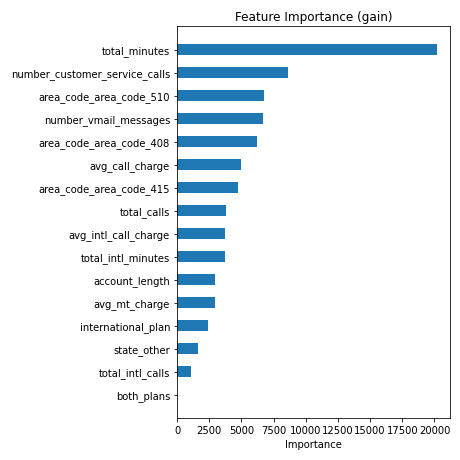 Feature Importance (gain)
total_minutes
number_customer_service_calls
area_code_area_code_510
number_vmail_messages
area_code_area_code_408
avg_call_charge
area_code_area_code_415
total_calls
avg_intl_call_charge
total_intl_minutes
account_length
avg_mt_charge
international_plan
state_other
total_intl_calls
both_plans
0 2500 5000 7500 10000 12500 15000 17500 20000
Importance